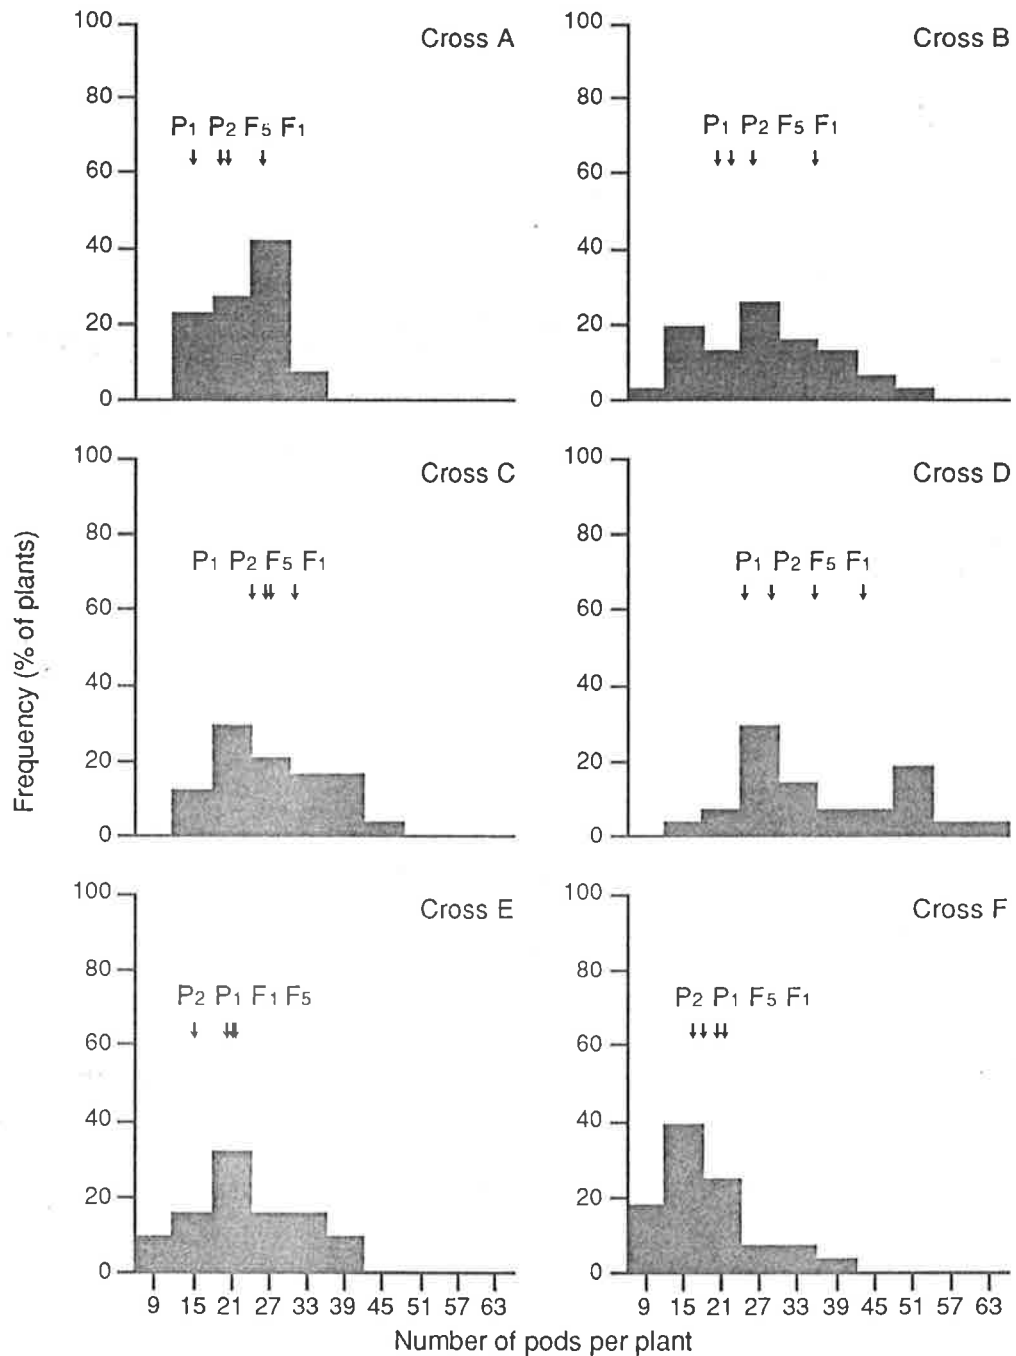 Cross A
100
80
60
40
20
0
P1 P2 F5 F1
Cross B
100
80
60
40
20
0
P1 P2 F5 F1
Cross C
100
80
60
40
20
0
P1 P2 F5 F1
Cross D
100
80
60
40
20
0
P1 P2 F5 F1
Frequency (% of plants)
Cross E
100
80
60
40
20
0
P2 P1 F1 F5
9 15 21 27 33 39 45 51 57 63
Cross F
100
80
60
40
20
0
P2 P1 F5 F1
9 15 21 27 33 39 45 51 57 63
Number of pods per plant